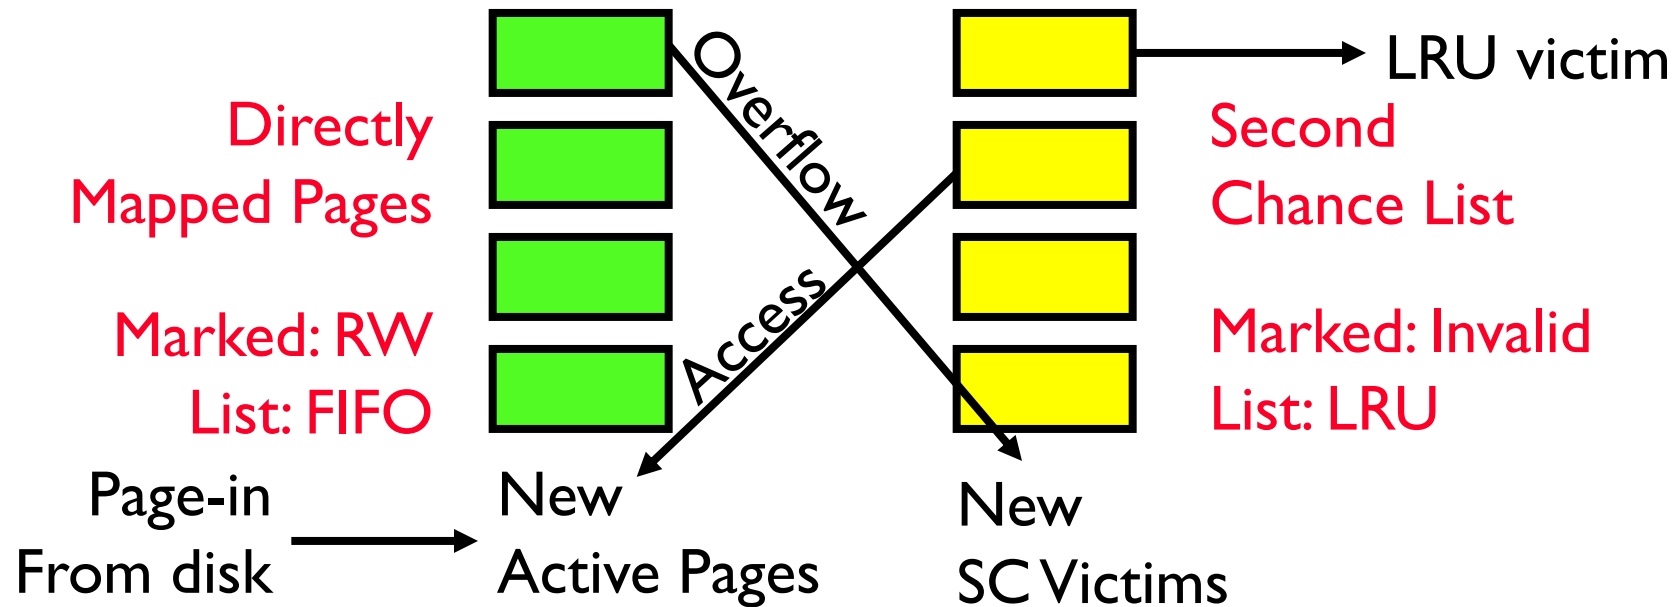 Directly
Mapped Pages
Marked: RW
List: FIFO
Page-in
From disk
Overflow
Access
New
Active Pages
LRU victim
Second
Chance List
Marked: Invalid
List: LRU
New
SC Victims